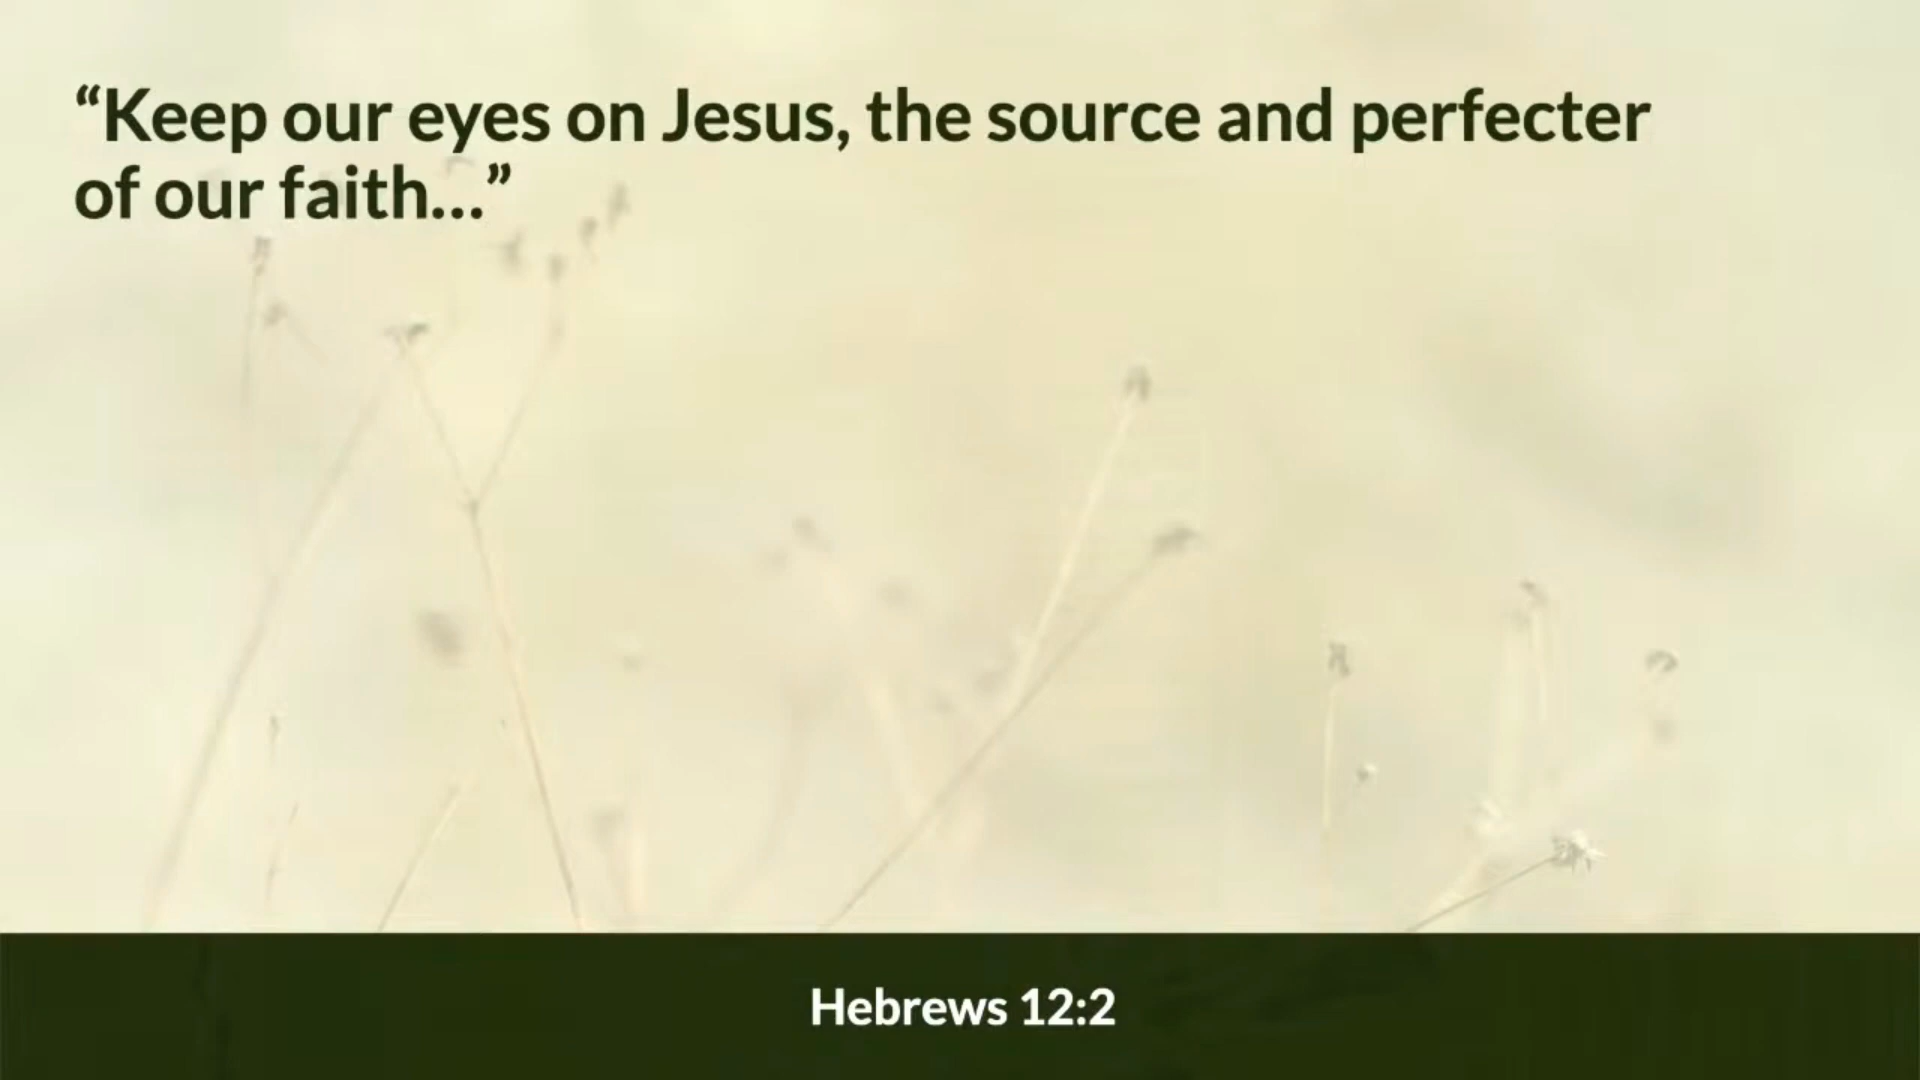 “Keep our eyes on Jesus, the source and perfecter
of our faith...”
Hebrews 12:2